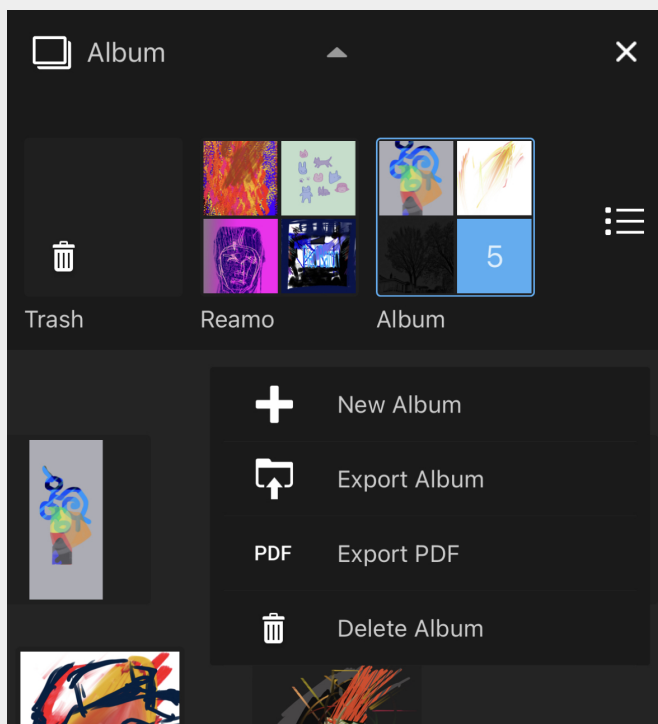 Album
5
Trash
Reamo
Album
New Album
Export Album
PDF Export PDF
Delete Album